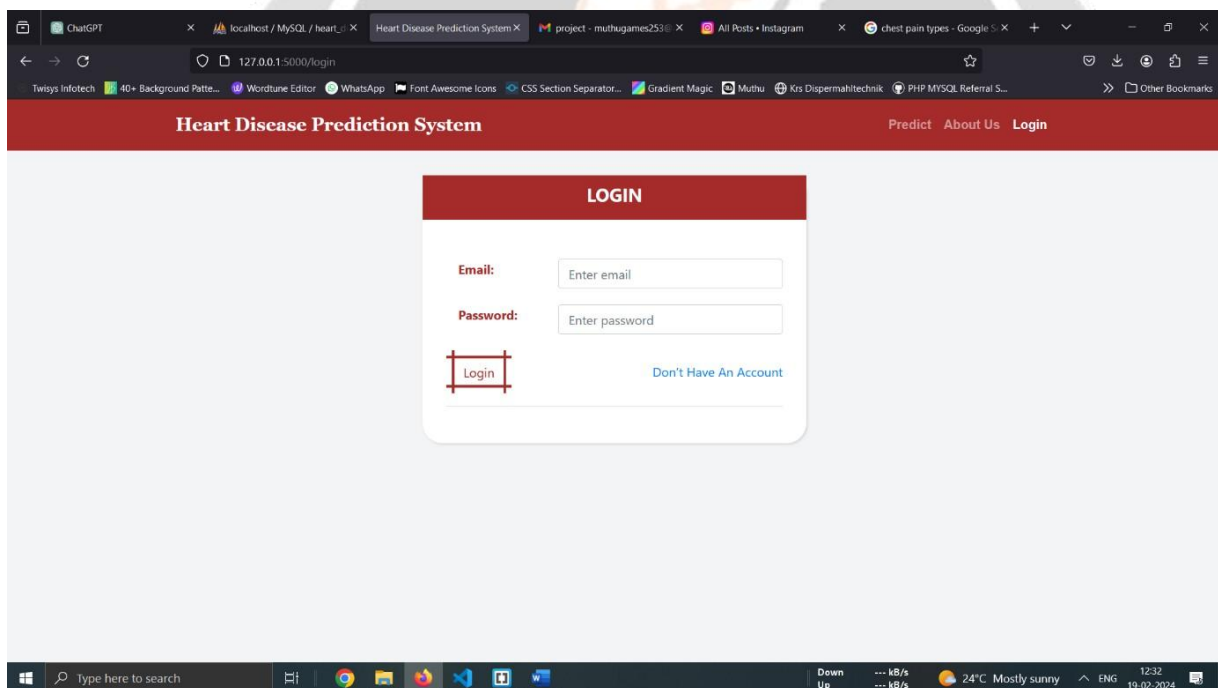 ChatGPT
localhost / MySQL / heart_d
Heart Disease Prediction System
project - muthugames253@
All Posts • Instagram
chest pain types - Google S
127.0.0.1:5000/login
Twisys Infotech 40+ Background Patte... Wordtune Editor WhatsApp Font Awesome Icons CSS Section Separator... Gradient Magic Muthu Krs Dispermahltechnik PHP MYSQL Referral S... Other Bookmarks
Heart Disease Prediction System Predict About Us Login
LOGIN
Email: Enter email
Password: Enter password
Login Don't Have An Account
Type here to search
Down --- kB/s
Up --- kB/s
24°C Mostly sunny
ENG
12:32
19-02-2024